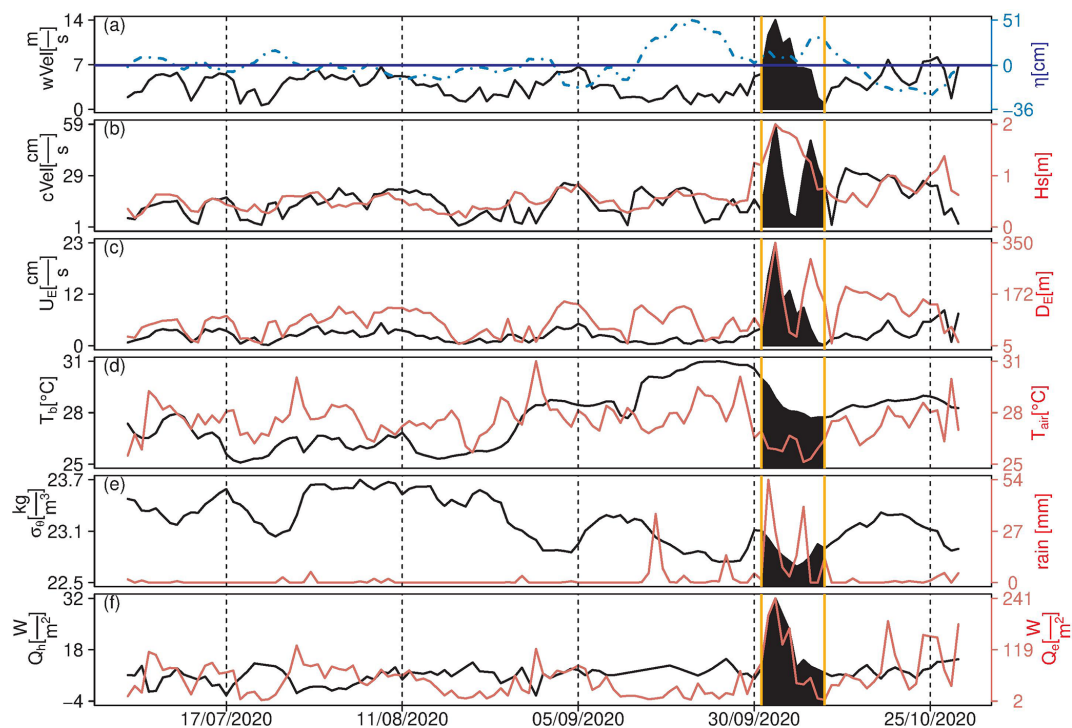 (a)
wVel[m/s]
14
7
0
51
0
−36
η[cm]
(b)
cVel[cm/s]
59
29
1
2
1
0
Hs[m]
(c)
U_E[cm/s]
23
12
0
350
172
5
D_E[m]
(d)
T_b[°C]
31
28
25
31
28
25
T_air[°C]
(e)
σ_θ[kg/m³]
23.7
23.1
22.5
54
27
0
rain [mm]
(f)
Q_h[W/m²]
32
18
−4
241
119
2
Q_e[W/m²]
17/07/2020 11/08/2020 05/09/2020 30/09/2020 25/10/2020